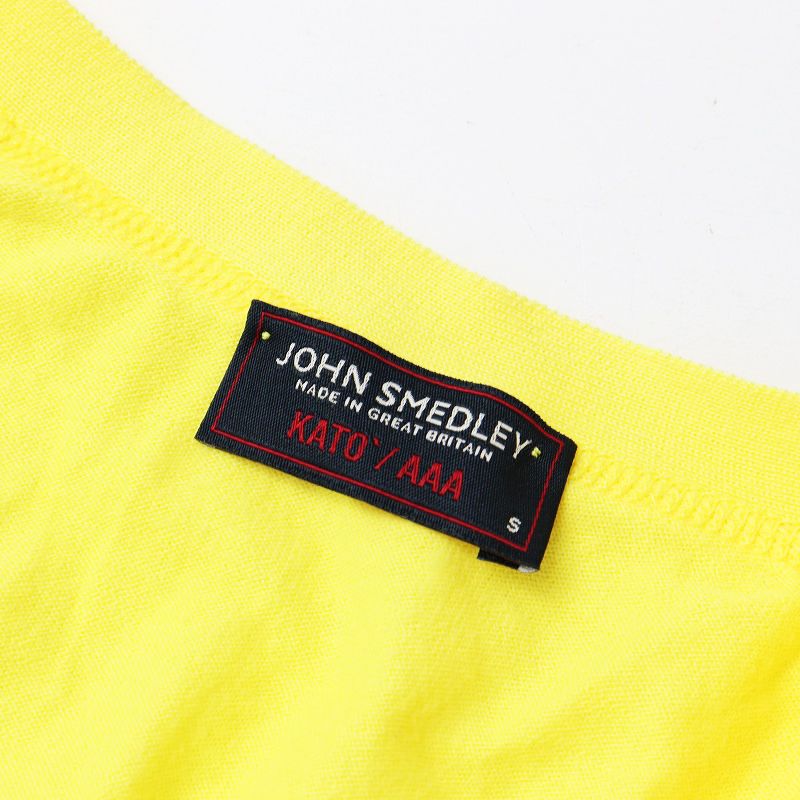 JOHN SMEDLEY
MADE IN GREAT BRITAIN
KATO`/AAA
S